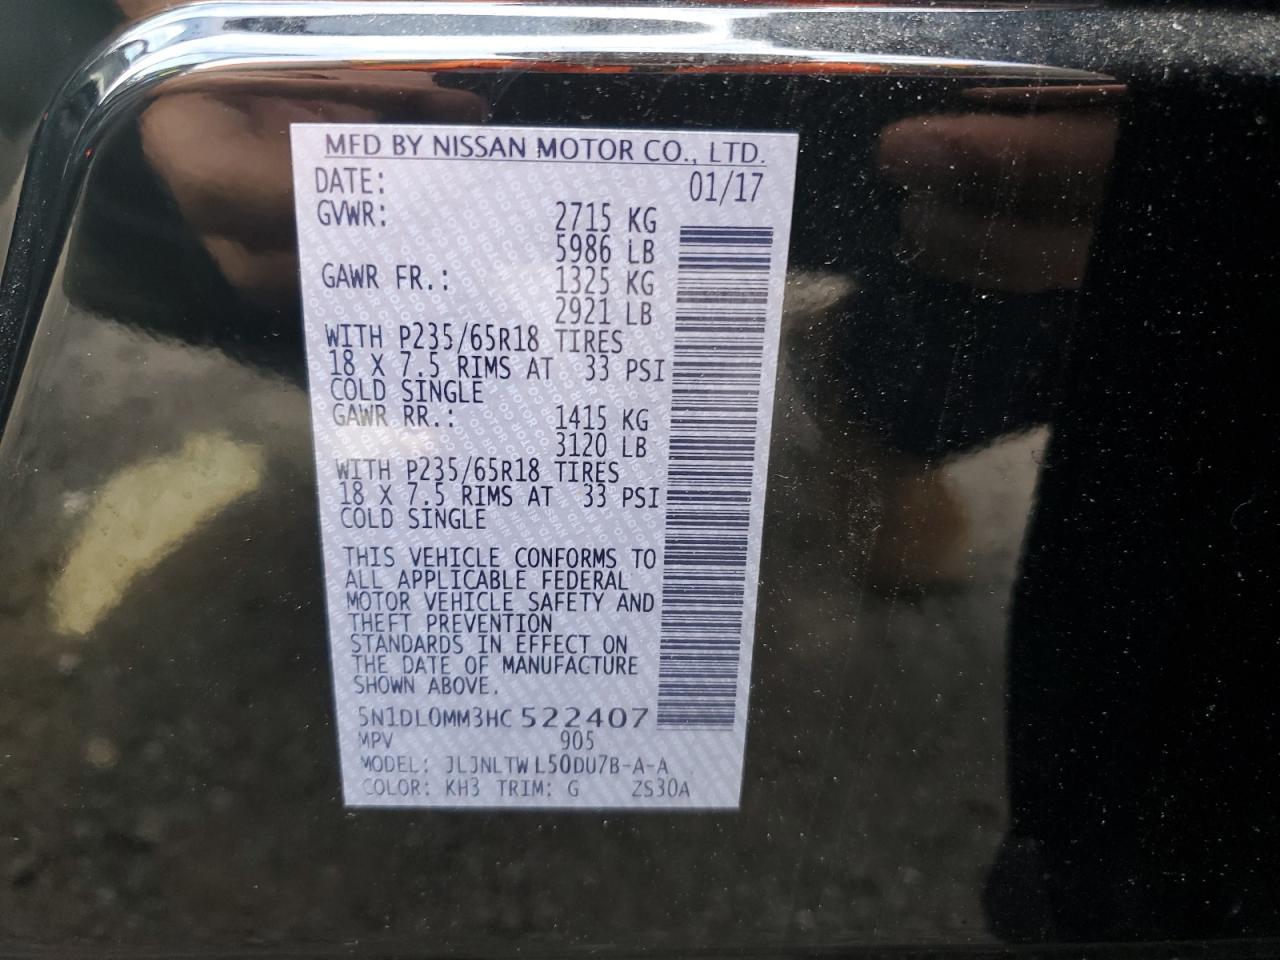 MFD BY NISSAN MOTOR CO., LTD.
DATE: 01/17
GVWR: 2715 KG
5986 LB
GAWR FR.: 1325 KG
2921 LB
WITH P235/65R18 TIRES
18 X 7.5 RIMS AT 33 PSI
COLD SINGLE
GAWR RR.: 1415 KG
3120 LB
WITH P235/65R18 TIRES
18 X 7.5 RIMS AT 33 PSI
COLD SINGLE
THIS VEHICLE CONFORMS TO
ALL APPLICABLE FEDERAL
MOTOR VEHICLE SAFETY AND
THEFT PREVENTION
STANDARDS IN EFFECT ON
THE DATE OF MANUFACTURE
SHOWN ABOVE.
5N1DL0MM3HC522407
MPV 905
MODEL: JLJNLTWL50DU7B-A-A
COLOR: KH3 TRIM: G ZS30A